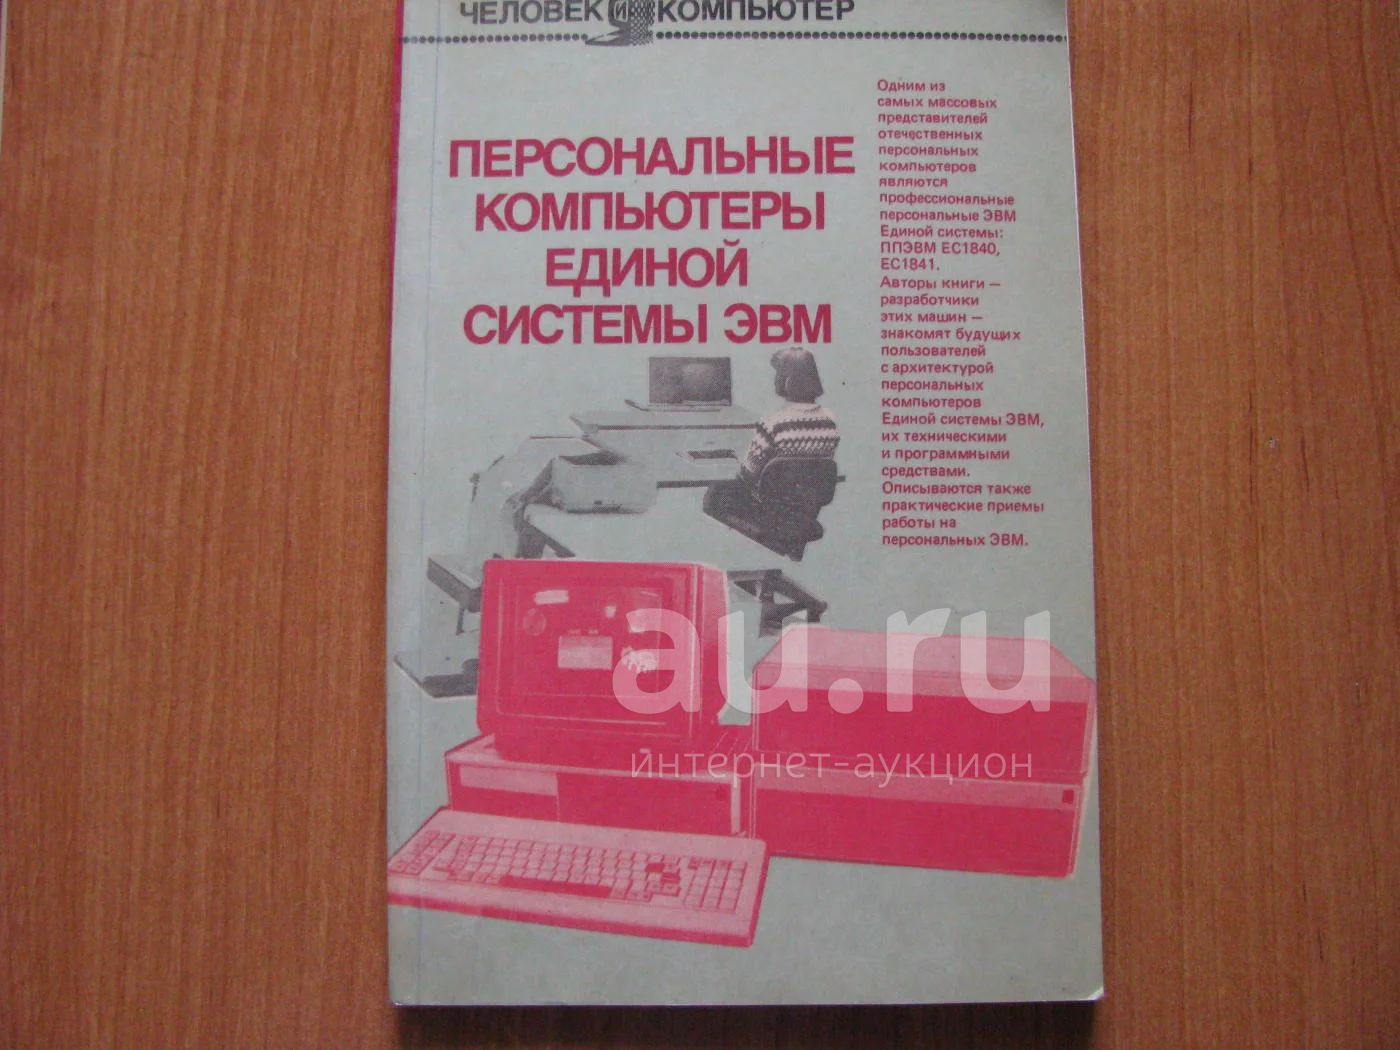 ЧЕЛОВЕК И КОМПЬЮТЕР
ПЕРСОНАЛЬНЫЕ
КОМПЬЮТЕРЫ
ЕДИНОЙ
СИСТЕМЫ ЭВМ
Одним из
самых массовых
представителей
отечественных
персональных
компьютеров
являются
профессиональные
персональные ЭВМ
Единой системы:
ППЭВМ ЕС1840,
ЕС1841.
Авторы книги —
разработчики
этих машин —
знакомят будущих
пользователей
с архитектурой
персональных
компьютеров
Единой системы ЭВМ,
их техническими
и программными
средствами.
Описываются также
практические приемы
работы на
персональных ЭВМ.
au.ru
интернет-аукцион